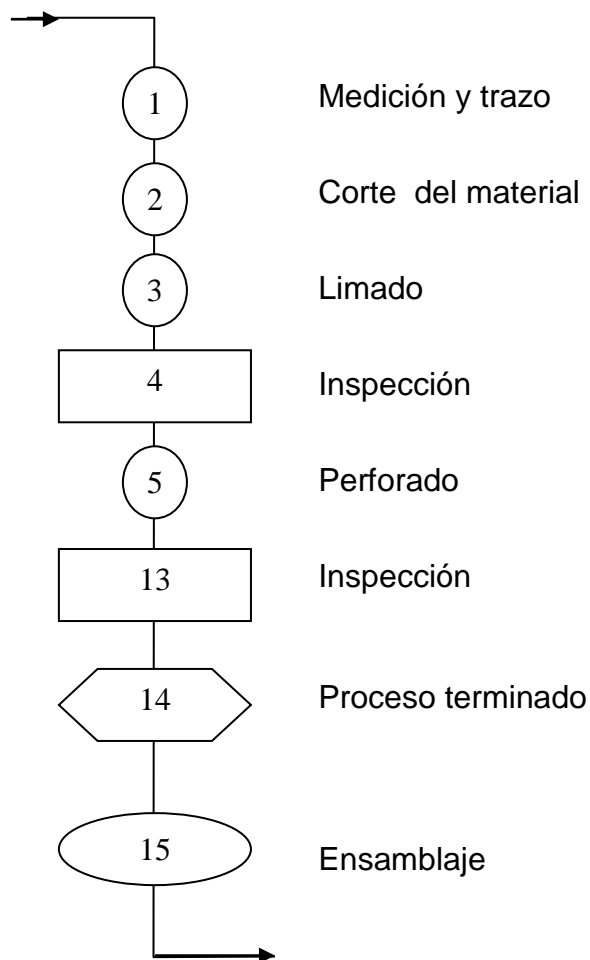 1 Medición y trazo
2 Corte del material
3 Limado
4 Inspección
5 Perforado
13 Inspección
14 Proceso terminado
15 Ensamblaje